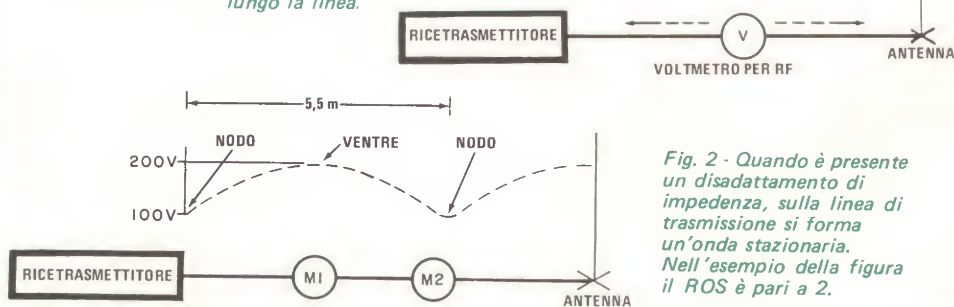 lungo la linea.
RICETRASMETTITORE
V
VOLTMETRO PER RF
ANTENNA
5,5 m
NODO
VENTRE
NODO
200V
100V
RICETRASMETTITORE
M1
M2
ANTENNA
Fig. 2 - Quando è presente
un disadattamento di
impedenza, sulla linea di
trasmissione si forma
un'onda stazionaria.
Nell'esempio della figura
il ROS è pari a 2.